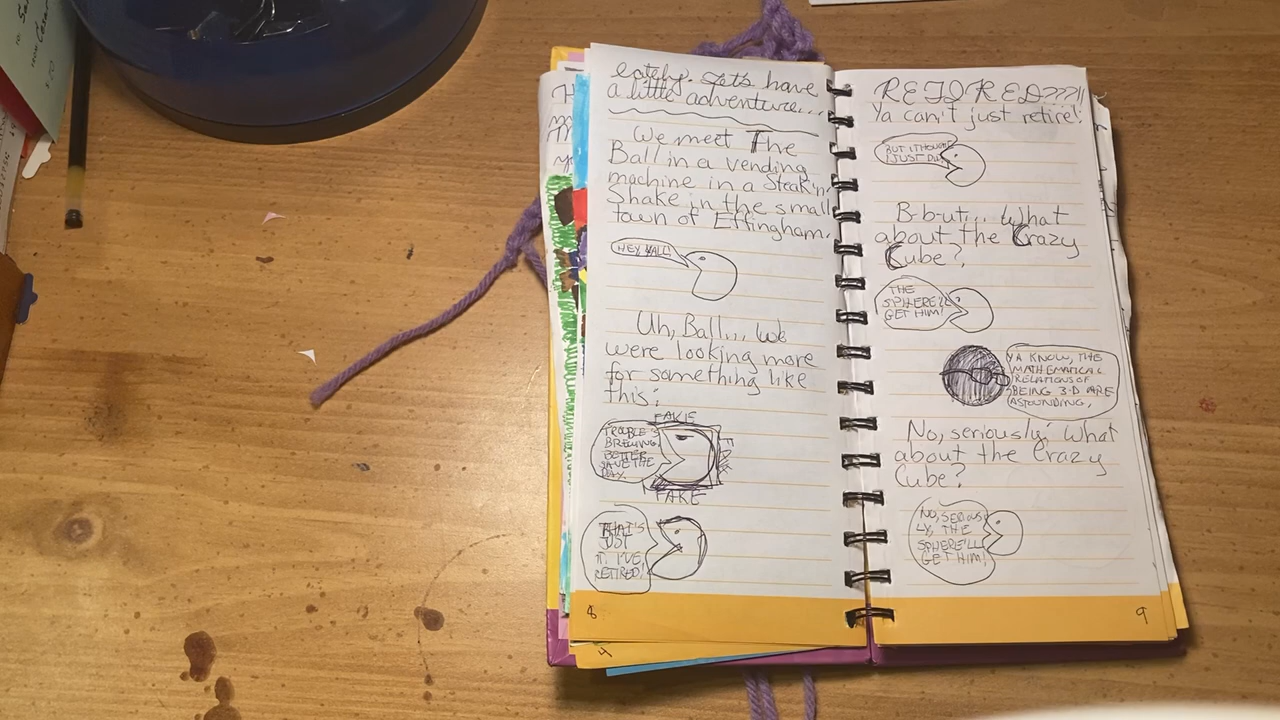 lately. Let's have
a little adventure...
We meet The
Ball in a vending
machine in a Steak'n
Shake in the small
town of Effingham.
HEY YALL!
Uh, Ball... we
were looking more
for something like
this:
FAKE
TROUBLE'S
BREWING
BETTER
SAVE THE
DAY.
FAKE
THAT'S
JUST
IT! I'VE
RETIRED!
8
4
RETIRED???!!
Ya can't just retire!
BUT I THOUGHT
I JUST DID!
B-but... what
about the Crazy
Cube?
THE
SPHERE'LL
GET HIM!
YA KNOW, THE
MATHEMATICAL
RELATIONS OF
BEING 3-D ARE
ASTOUNDING.
No, seriously; what
about the Crazy
Cube?
NO, SERIOUS-
LY, THE
SPHERE'LL
GET HIM!
9